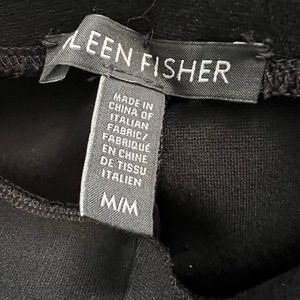 LEEN FISHER
MADE IN
CHINA OF
ITALIAN
FABRIC/
FABRIQUÉ
EN CHINE
DE TISSU
ITALIEN
M/M